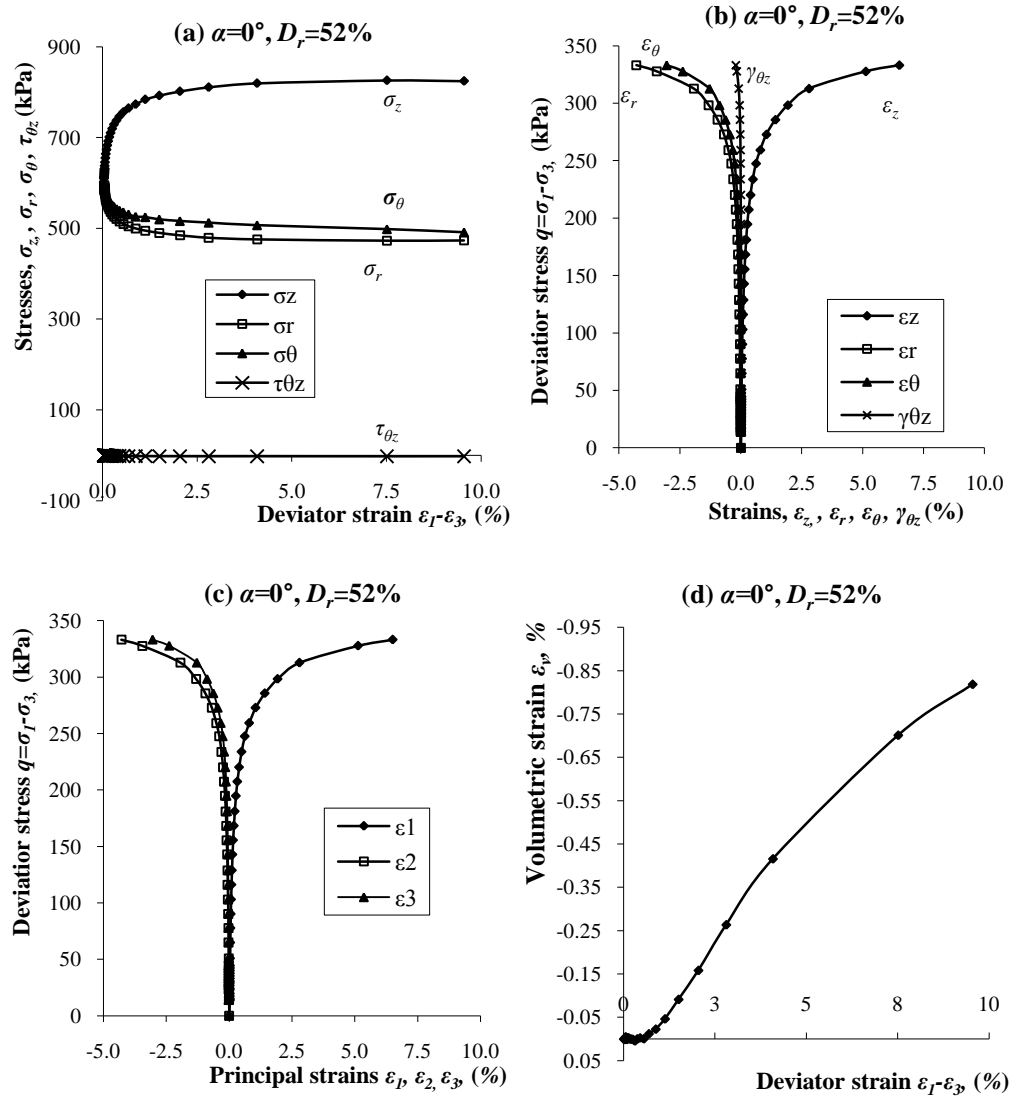 (a) α=0°, Dr=52%
Stresses, σz, σr, σθ, τθz (kPa)
900
700
500
300
100
-100
0.0
2.5
5.0
7.5
10.0
Deviator strain ε1-ε3, (%)
σz
σθ
σr
τθz
σz
σr
σθ
τθz
(b) α=0°, Dr=52%
Deviatior stress q=σ1-σ3, (kPa)
350
300
250
200
150
100
50
0
-5.0
-2.5
0.0
2.5
5.0
7.5
10.0
Strains, εz, , εr, εθ, γθz (%)
εθ
εr
γθz
εz
εz
εr
εθ
γθz
(c) α=0°, Dr=52%
Deviatior stress q=σ1-σ3, (kPa)
350
300
250
200
150
100
50
0
-5.0
-2.5
0.0
2.5
5.0
7.5
10.0
Principal strains ε1, ε2, ε3, (%)
ε1
ε2
ε3
(d) α=0°, Dr=52%
Volumetric strain εv, %
-0.95
-0.85
-0.75
-0.65
-0.55
-0.45
-0.35
-0.25
-0.15
-0.05
0.05
0
3
5
8
10
Deviator strain ε1-ε3, (%)